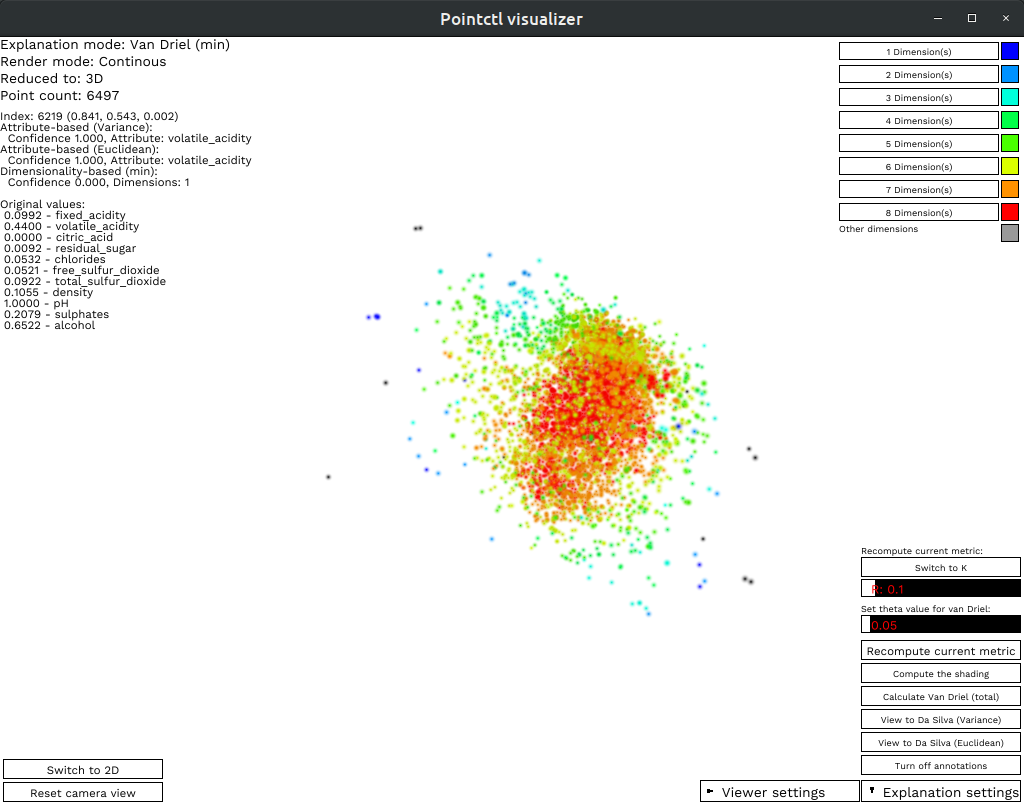 Pointctl visualizer
Explanation mode: Van Driel (min)
Render mode: Continous
Reduced to: 3D
Point count: 6497
Index: 6219 (0.841, 0.543, 0.002)
Attribute-based (Variance):
Confidence 1.000, Attribute: volatile_acidity
Attribute-based (Euclidean):
Confidence 1.000, Attribute: volatile_acidity
Dimensionality-based (min):
Confidence 0.000, Dimensions: 1
Original values:
0.0992 - fixed_acidity
0.4400 - volatile_acidity
0.0000 - citric_acid
0.0092 - residual_sugar
0.0532 - chlorides
0.0521 - free_sulfur_dioxide
0.0922 - total_sulfur_dioxide
0.1055 - density
1.0000 - pH
0.2079 - sulphates
0.6522 - alcohol
1 Dimension(s)
2 Dimension(s)
3 Dimension(s)
4 Dimension(s)
5 Dimension(s)
6 Dimension(s)
7 Dimension(s)
8 Dimension(s)
Other dimensions
Recompute current metric:
Switch to K
R: 0.1
Set theta value for van Driel:
0.05
Recompute current metric
Compute the shading
Calculate Van Driel (total)
View to Da Silva (Variance)
View to Da Silva (Euclidean)
Turn off annotations
Switch to 2D
Reset camera view
Viewer settings
Explanation settings